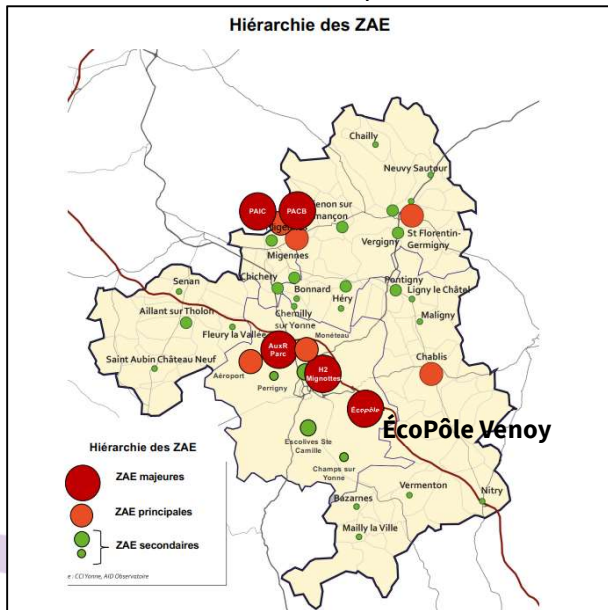 Hiérarchie des ZAE
Chailly
Neuvy Sautour
PAIC
PACB
Migennes
St Florentin-
Germigny
Vergigny
Chichery
Bonnard
Héry
Pontigny
Ligny le Châtel
Senan
Chemilly
sur Yonne
Maligny
Aillant sur Tholon
Fleury la Vallée
Monéteau
AuxR
Parc
Chablis
Saint Aubin Château Neuf
Aéroport
Perrigny
H2
Mignottes
Écopôle
ÉcoPôle Venoy
Escolives Ste
Camille
Champs sur
Yonne
Vermenton
Nitry
Bazarnes
Mailly la Ville
Hiérarchie des ZAE
ZAE majeures
ZAE principales
ZAE secondaires
e : CCI Yonne, AID Observatoire